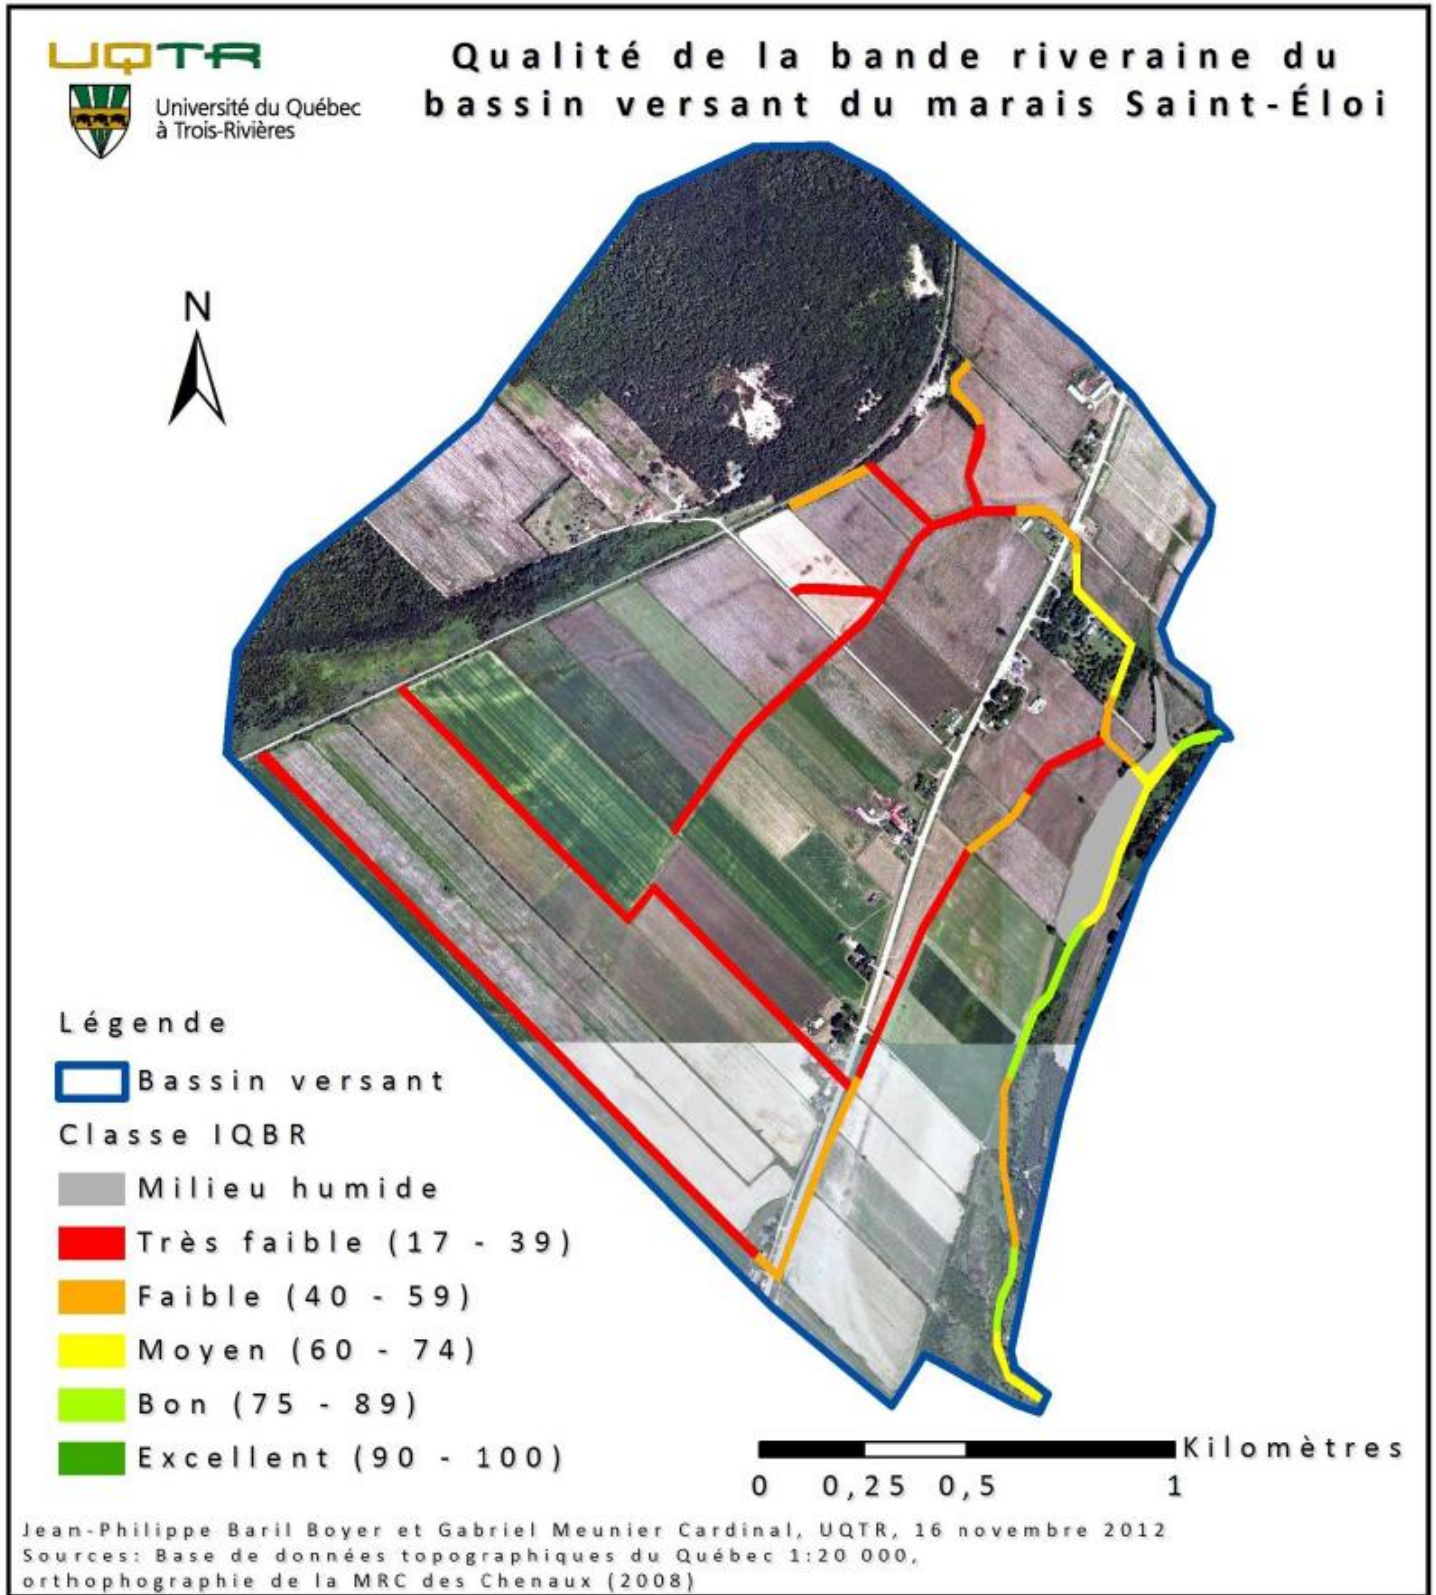 UQTR
Université du Québec
à Trois-Rivières
Qualité de la bande riveraine du
bassin versant du marais Saint-Éloi
N
Légende
Bassin versant
Classe IQBR
Milieu humide
Très faible (17 - 39)
Faible (40 - 59)
Moyen (60 - 74)
Bon (75 - 89)
Excellent (90 - 100)
Kilomètres
0 0,25 0,5 1
Jean-Philippe Baril Boyer et Gabriel Meunier Cardinal, UQTR, 16 novembre 2012
Sources: Base de données topographiques du Québec 1:20 000,
orthophographie de la MRC des Chenaux (2008)